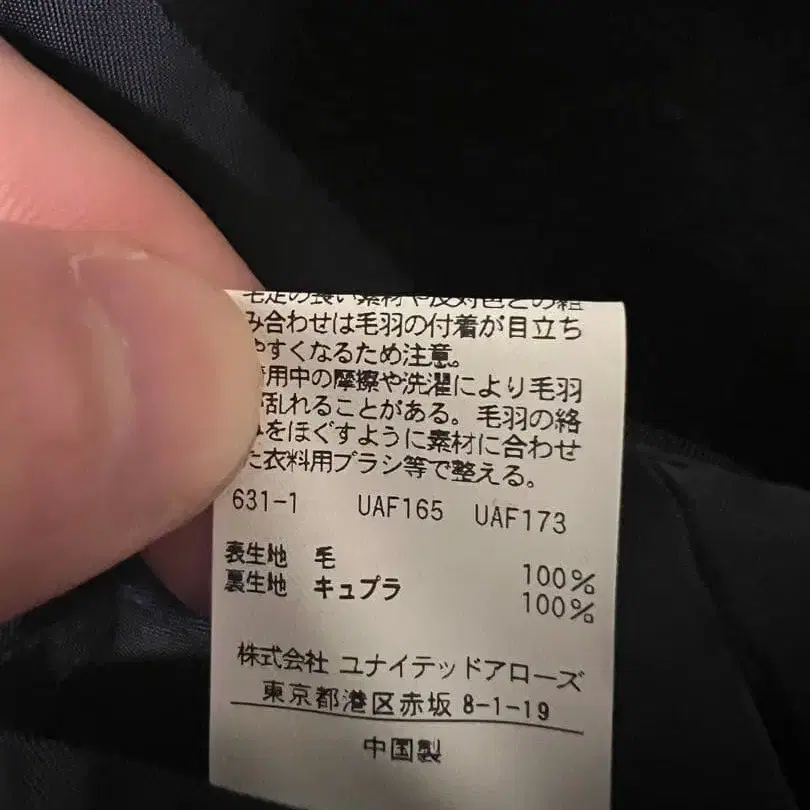 み合わせは毛羽の付着が目立ち
やすくなるため注意。
用中の摩擦や洗濯により毛羽
乱れることがある。毛羽の絡
みをほぐすように素材に合わせ
た衣料用ブラシ等で整える。
631-1 UAF165 UAF173
表生地 毛 100%
裏生地 キュプラ 100%
株式会社 ユナイテッドアローズ
東京都港区赤坂 8-1-19
中国製